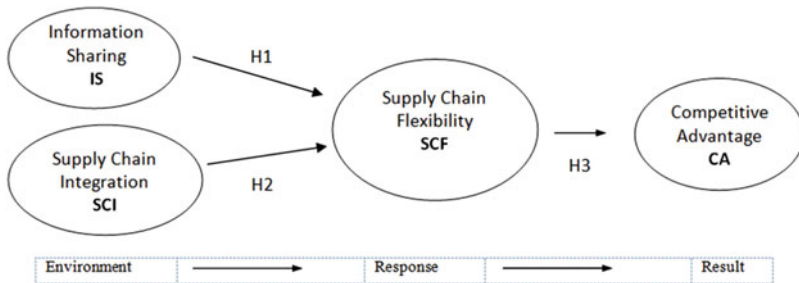 Information
Sharing
IS
H1
Supply Chain
Flexibility
SCF
Competitive
Advantage
CA
H3
Supply Chain
Integration
SCI
H2
Environment
Response
Result